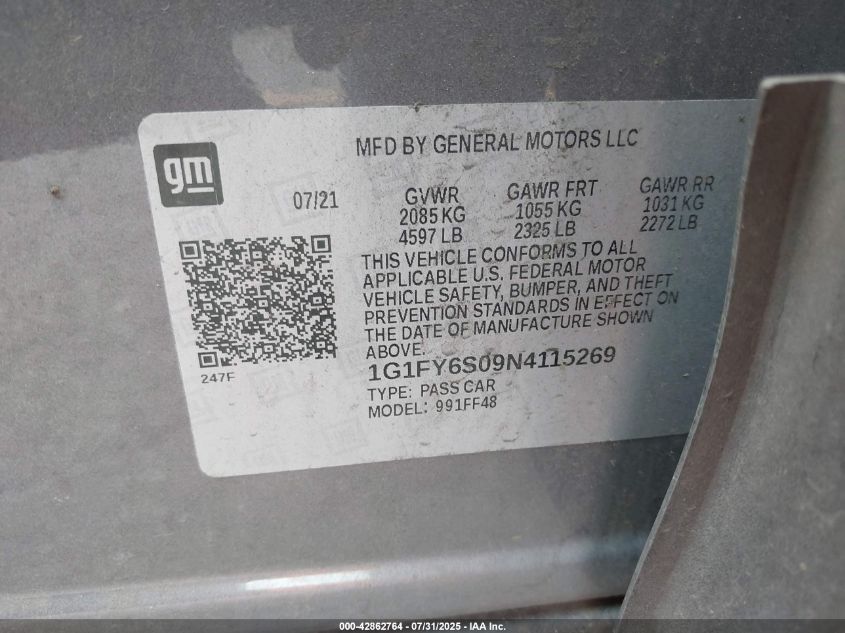 MFD BY GENERAL MOTORS LLC
gm
07/21
GVWR GAWR FRT GAWR RR
2085 KG 1055 KG 1031 KG
4597 LB 2325 LB 2272 LB
THIS VEHICLE CONFORMS TO ALL
APPLICABLE U.S. FEDERAL MOTOR
VEHICLE SAFETY, BUMPER, AND THEFT
PREVENTION STANDARDS IN EFFECT ON
THE DATE OF MANUFACTURE SHOWN
ABOVE.
247F
1G1FY6S09N4115269
TYPE: PASS CAR
MODEL: 991FF48
000-42862764 - 07/31/2025 - IAA Inc.